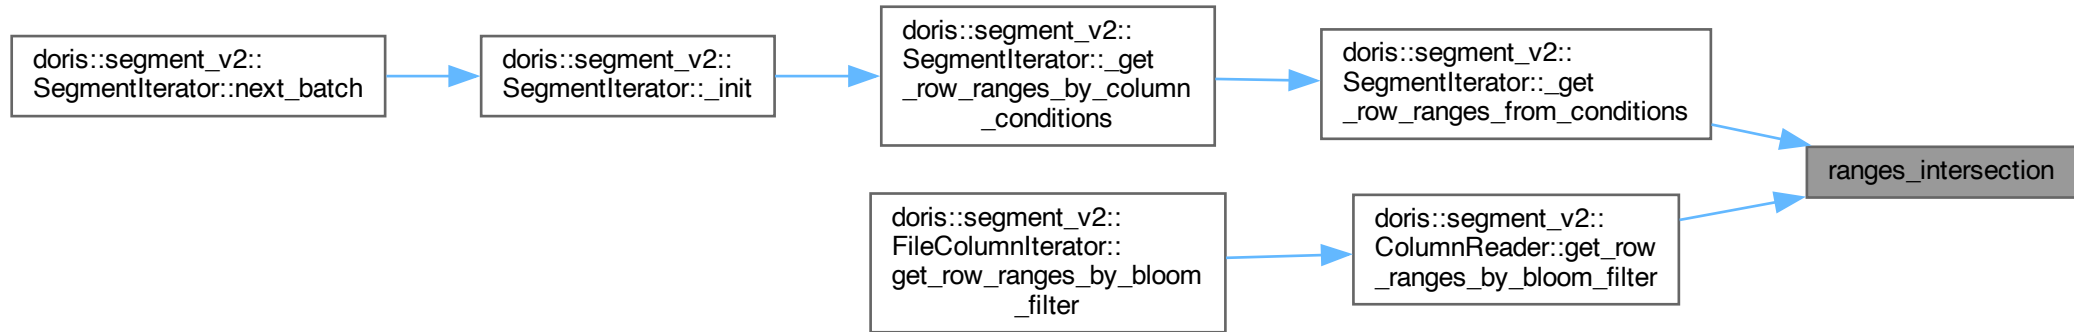 doris::segment_v2::
SegmentIterator::next_batch
doris::segment_v2::
SegmentIterator::_init
doris::segment_v2::
SegmentIterator::_get
_row_ranges_by_column
_conditions
doris::segment_v2::
SegmentIterator::_get
_row_ranges_from_conditions
ranges_intersection
doris::segment_v2::
FileColumnIterator::
get_row_ranges_by_bloom
_filter
doris::segment_v2::
ColumnReader::get_row
_ranges_by_bloom_filter